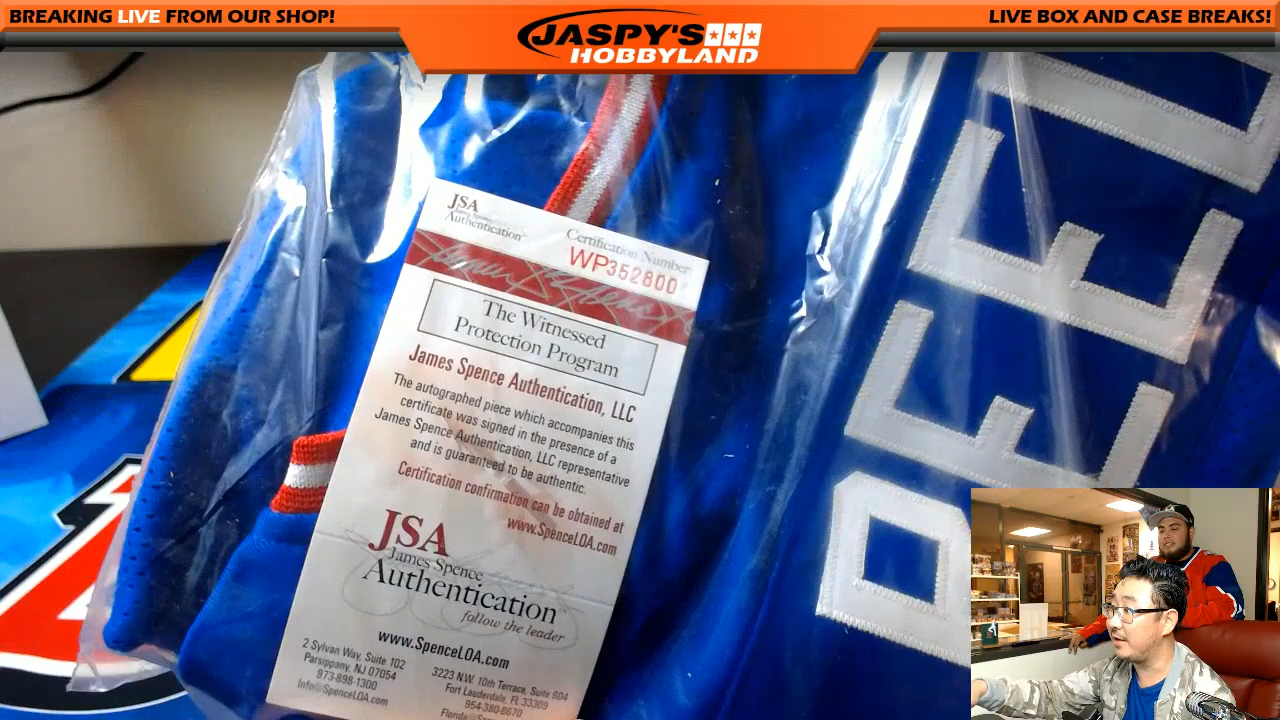 BREAKING LIVE FROM OUR SHOP!
JASPY'S
HOBBYLAND
LIVE BOX AND CASE BREAKS!
JSA
Authentication
Certification Number:
WP352800
The Witnessed
Protection Program
James Spence Authentication, LLC
The autographed piece which accompanies this
certificate was signed in the presence of a
James Spence Authentication, LLC representative
and is guaranteed to be authentic.
Certification confirmation can be obtained at
www.SpenceLOA.com
JSA
James Spence
Authentication™
follow the leader
www.SpenceLOA.com
2 Sylvan Way, Suite 102
Parsippany, NJ 07054
973-898-1300
Info@SpenceLOA.com
3223 N.W. 10th Terrace, Suite 604
Fort Lauderdale, FL 33309
954-380-8670